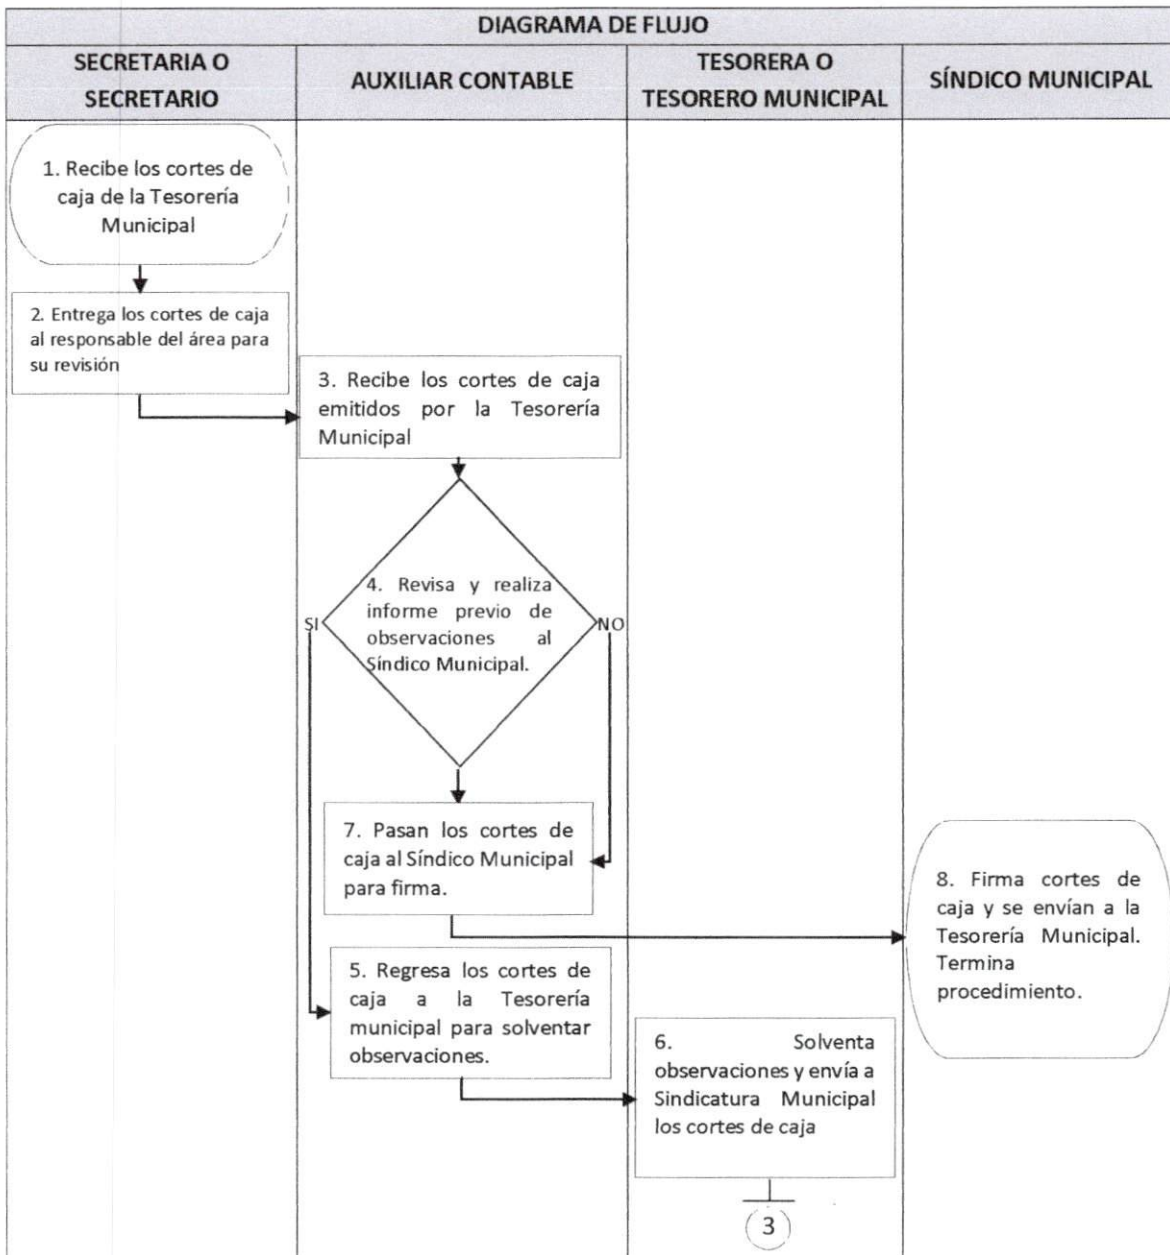 DIAGRAMA DE FLUJO
SECRETARIA O
SECRETARIO
AUXILIAR CONTABLE
TESORERA O
TESORERO MUNICIPAL
SÍNDICO MUNICIPAL
1. Recibe los cortes de
caja de la Tesorería
Municipal
2. Entrega los cortes de caja
al responsable del área para
su revisión
3. Recibe los cortes de caja
emitidos por la Tesorería
Municipal
4. Revisa y realiza
informe previo de
observaciones al
Síndico Municipal.
SI
NO
7. Pasan los cortes de
caja al Síndico Municipal
para firma.
8. Firma cortes de
caja y se envían a la
Tesorería Municipal.
Termina
procedimiento.
5. Regresa los cortes de
caja a la Tesorería
municipal para solventar
observaciones.
6. Solventa
observaciones y envía a
Sindicatura Municipal
los cortes de caja
3